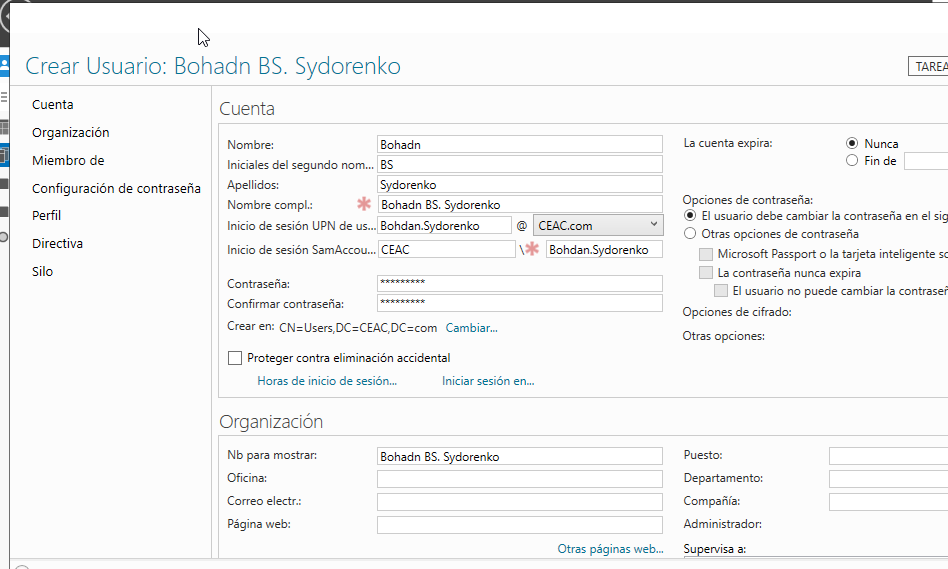 Crear Usuario: Bohadn BS. Sydorenko
TAREA
Cuenta
Organización
Miembro de
Configuración de contraseña
Perfil
Directiva
Silo
Cuenta
Nombre: Bohadn
Iniciales del segundo nom... BS
Apellidos: Sydorenko
Nombre compl.: * Bohadn BS. Sydorenko
Inicio de sesión UPN de us... Bohdan.Sydorenko @ CEAC.com
Inicio de sesión SamAccou... CEAC \ * Bohdan.Sydorenko
Contraseña: *********
Confirmar contraseña: *********
Crear en: CN=Users,DC=CEAC,DC=com Cambiar...
Proteger contra eliminación accidental
Horas de inicio de sesión... Iniciar sesión en...
La cuenta expira: Nunca
Fin de
Opciones de contraseña:
El usuario debe cambiar la contraseña en el sig
Otras opciones de contraseña
Microsoft Passport o la tarjeta inteligente so
La contraseña nunca expira
El usuario no puede cambiar la contraseñ
Opciones de cifrado:
Otras opciones:
Organización
Nb para mostrar: Bohadn BS. Sydorenko
Oficina:
Correo electr.:
Página web:
Otras páginas web...
Puesto:
Departamento:
Compañía:
Administrador:
Supervisa a: